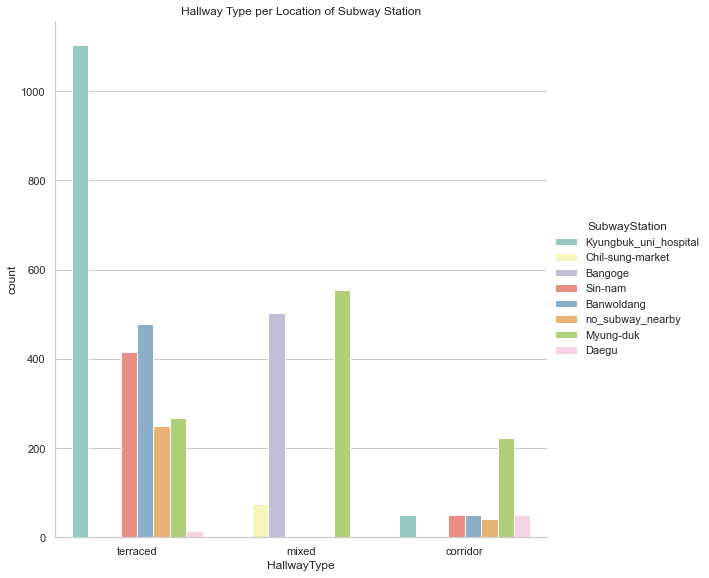 Hallway Type per Location of Subway Station
count
1000
800
600
400
200
0
terraced
mixed
corridor
HallwayType
SubwayStation
Kyungbuk_uni_hospital
Chil-sung-market
Bangoge
Sin-nam
Banwoldang
no_subway_nearby
Myung-duk
Daegu